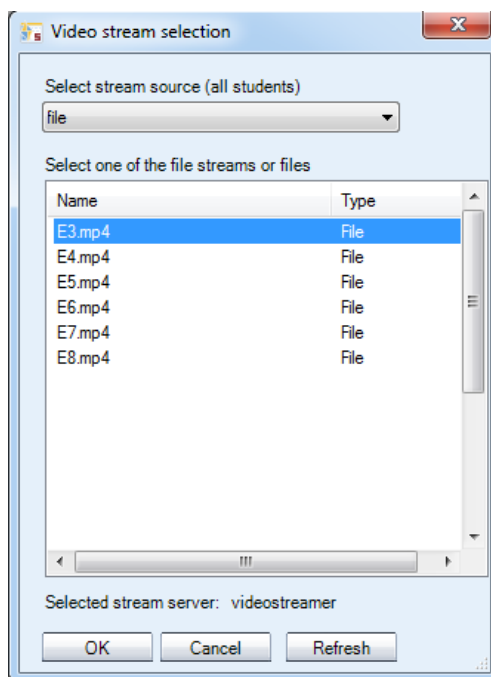 Video stream selection
Select stream source (all students)
file
Select one of the file streams or files
Name Type
E3.mp4 File
E4.mp4 File
E5.mp4 File
E6.mp4 File
E7.mp4 File
E8.mp4 File
Selected stream server: videostreamer
OK Cancel Refresh